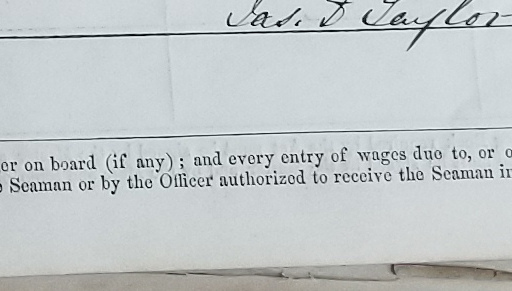 Jas. D Taylor
er on board (if any); and every entry of wages due to, or o
Seaman or by the Officer authorized to receive the Seaman in